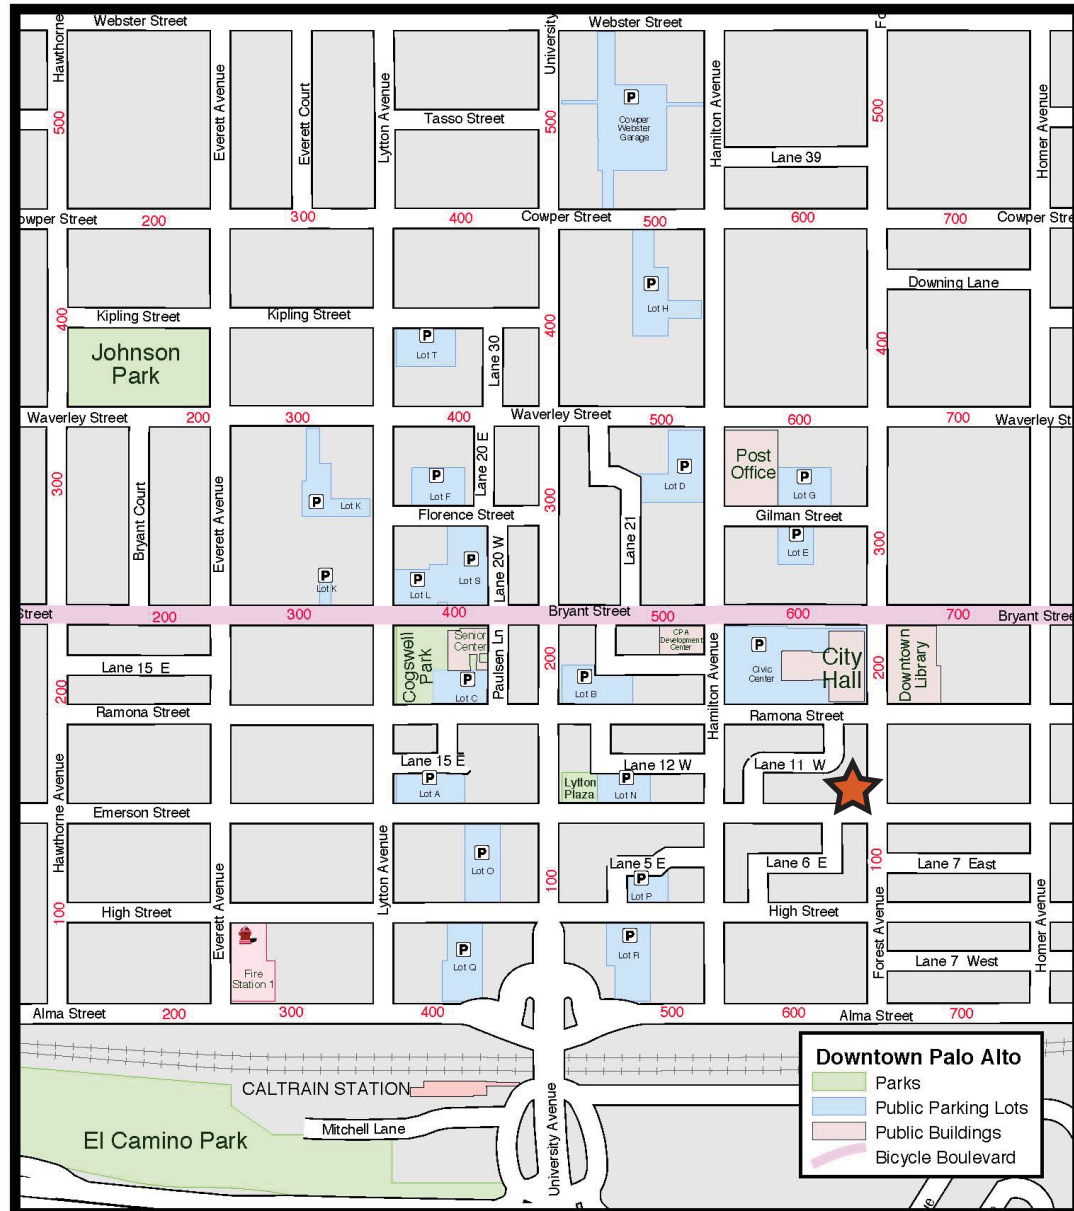 Webster Street
Webster Street
Hawthorne
University
Fo
500
Everett Avenue
Everett Court
Lytton Avenue
Tasso Street
500
P
Cowper
Webster
Garage
Hamilton Avenue
Lane 39
500
Homer Avenue
owper Street
200
300
400
Cowper Street
500
600
700
Cowper Stre
Downing Lane
400
Kipling Street
Kipling Street
P
Lot H
400
400
Johnson
Park
P
Lot T
Lane 30
Waverley Street
200
300
400
Waverley Street
500
600
700
Waverley St
300
Bryant Court
Everett Avenue
P
Lot K
P
Lot K
P
Lot F
Lane 20 E
Florence Street
300
Lane 21
P
Lot D
Post
Office
P
Lot G
Gilman Street
P
Lot E
300
P
Lot L
P
Lot S
Lane 20 W
Street
200
300
400
Bryant Street
500
600
700
Bryant Stree
Lane 15 E
200
Ramona Street
Cogswell
Park
Senior
Center
P
Lot C
Paulsen Ln
200
P
Lot B
CPA
Development
Center
Hamilton Avenue
P
Civic
Center
City
Hall
200
Downtown
Library
Ramona Street
Lane 15 E
P
Lot A
Lane 12 W
Lytton
Plaza
P
Lot N
Lane 11 W
Hawthorne Avenue
Emerson Street
Lytton Avenue
P
Lot O
100
Lane 5 E
P
Lot P
Lane 6 E
100
Lane 7 East
100
High Street
Everett Avenue
High Street
Forest Avenue
Homer Avenue
Fire
Station 1
P
Lot Q
P
Lot R
Lane 7 West
Alma Street
200
300
400
500
600
Alma Street
700
CALTRAIN STATION
Mitchell Lane
El Camino Park
University Avenue
Downtown Palo Alto
Parks
Public Parking Lots
Public Buildings
Bicycle Boulevard